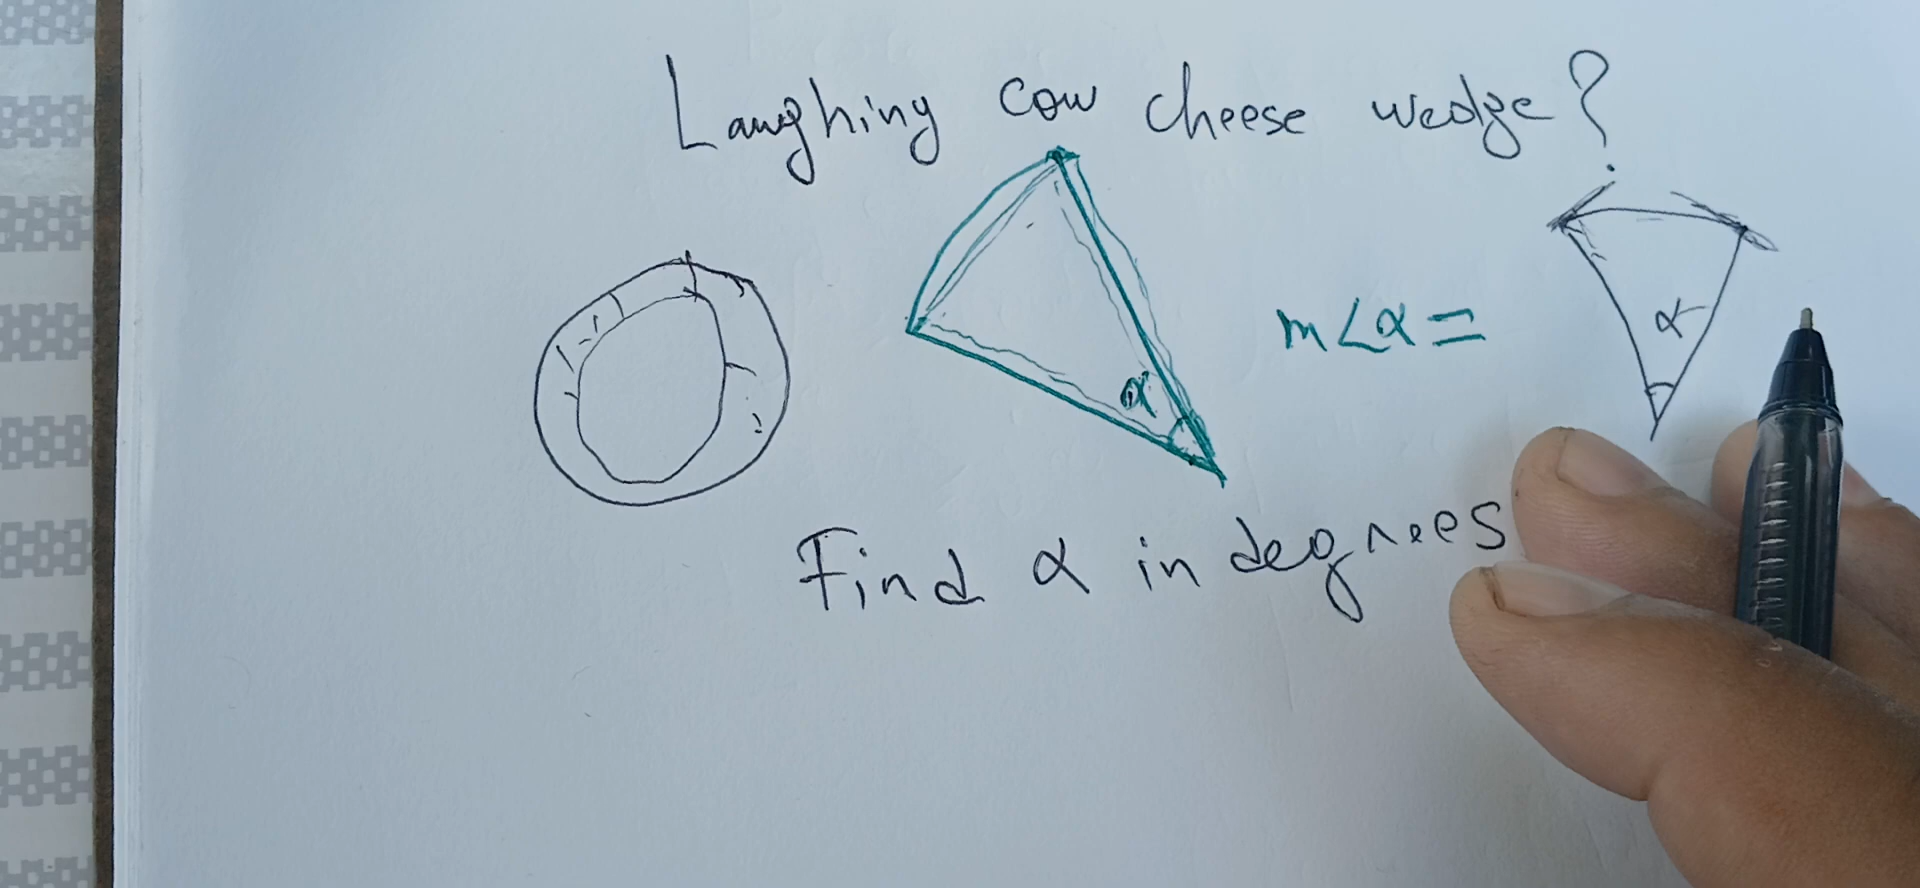 Laughing cow cheese wedge?
α
m∠α =
α
Find α in degrees